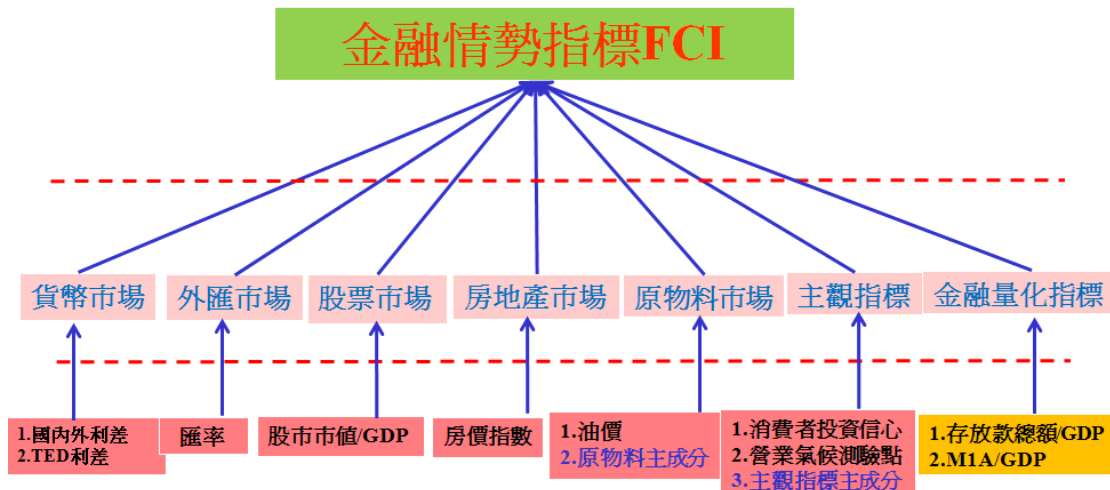 金融情勢指標FCI
貨幣市場
外匯市場
股票市場
房地產市場
原物料市場
主觀指標
金融量化指標
1.國內外利差
2.TED利差
匯率
股市市值/GDP
房價指數
1.油價
2.原物料主成分
1.消費者投資信心
2.營業氣候測驗點
3.主觀指標主成分
1.存放款總額/GDP
2.M1A/GDP